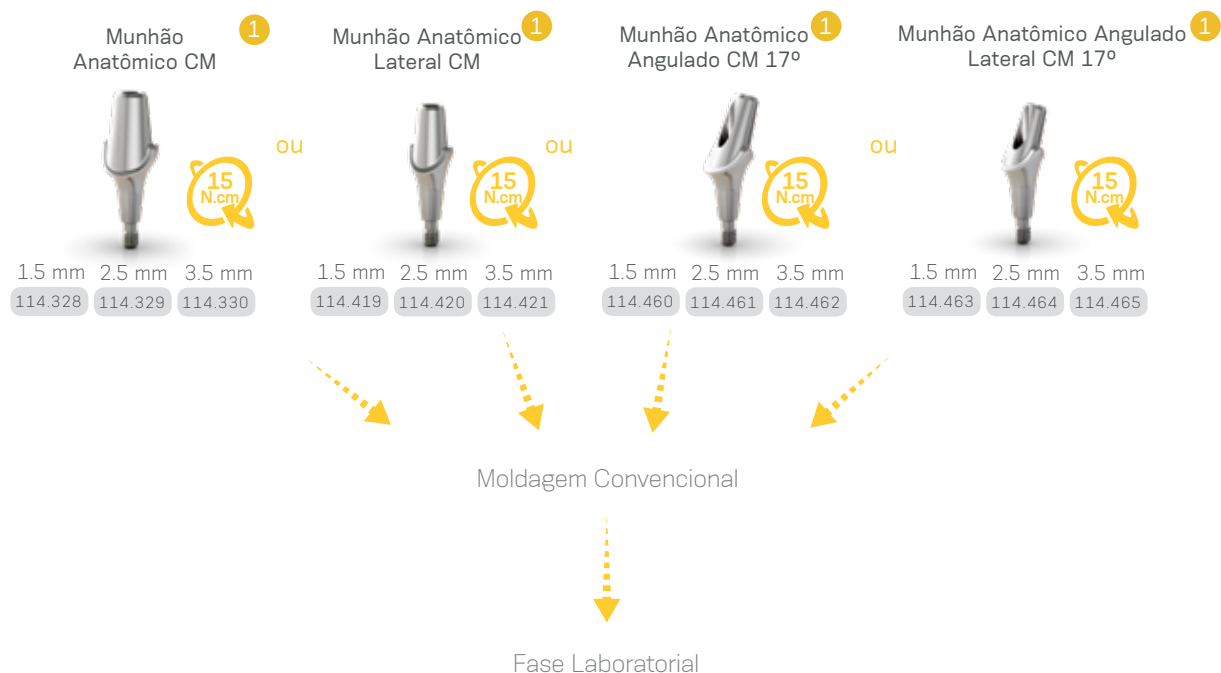 Munhão
Anatômico CM
1
Munhão Anatômico
Lateral CM
1
Munhão Anatômico
Angulado CM 17º
1
Munhão Anatômico Angulado
Lateral CM 17º
1
15
N.cm
ou
15
N.cm
ou
15
N.cm
ou
15
N.cm
1.5 mm 2.5 mm 3.5 mm
114.328 114.329 114.330
1.5 mm 2.5 mm 3.5 mm
114.419 114.420 114.421
1.5 mm 2.5 mm 3.5 mm
114.460 114.461 114.462
1.5 mm 2.5 mm 3.5 mm
114.463 114.464 114.465
Moldagem Convencional
Fase Laboratorial